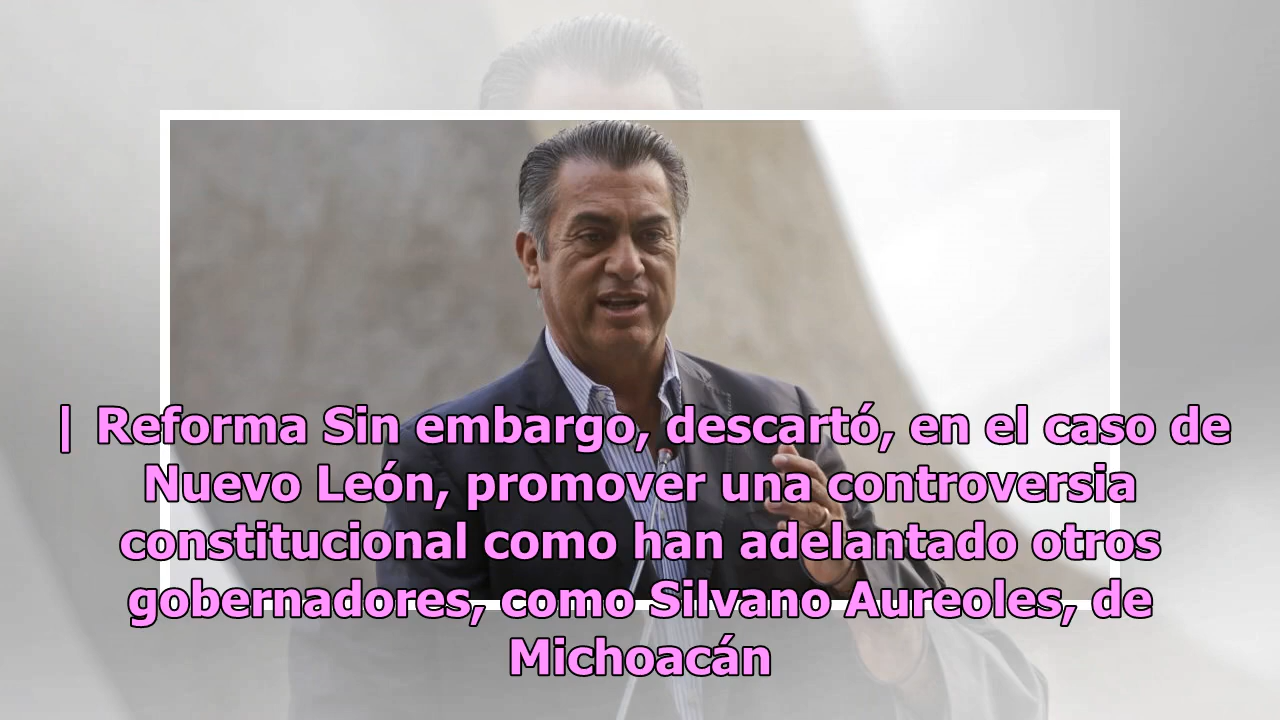 | Reforma Sin embargo, descartó, en el caso de
Nuevo León, promover una controversia
constitucional como han adelantado otros
gobernadores, como Silvano Aureoles, de
Michoacán